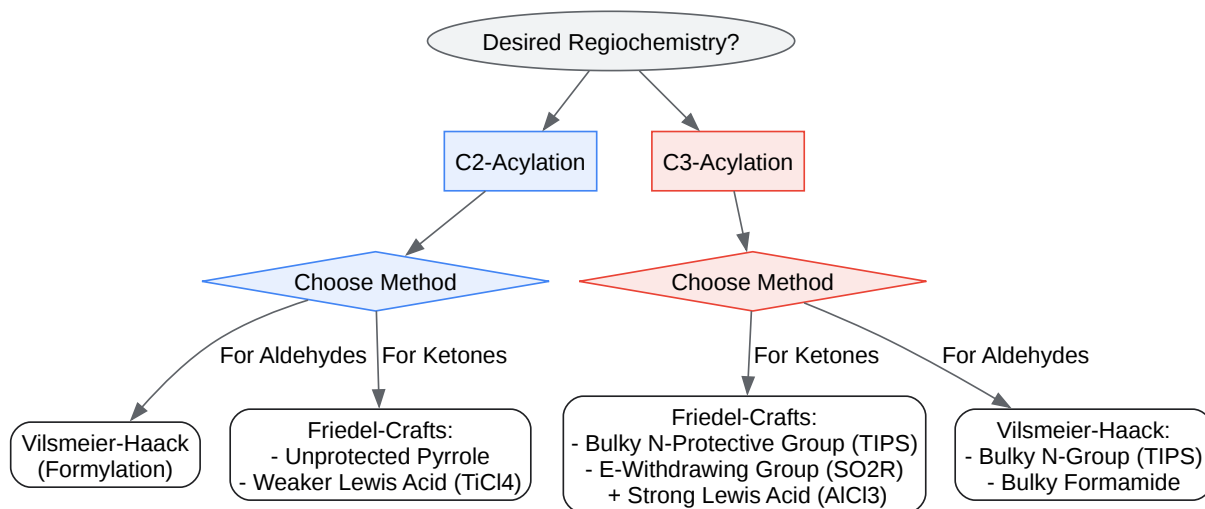 Desired Regiochemistry?
C2-Acylation
C3-Acylation
Choose Method
Choose Method
For Aldehydes
For Ketones
For Ketones
For Aldehydes
Vilsmeier-Haack
(Formylation)
Friedel-Crafts:
- Unprotected Pyrrole
- Weaker Lewis Acid (TiCl4)
Friedel-Crafts:
- Bulky N-Protective Group (TIPS)
- E-Withdrawing Group (SO2R)
+ Strong Lewis Acid (AlCl3)
Vilsmeier-Haack:
- Bulky N-Group (TIPS)
- Bulky Formamide